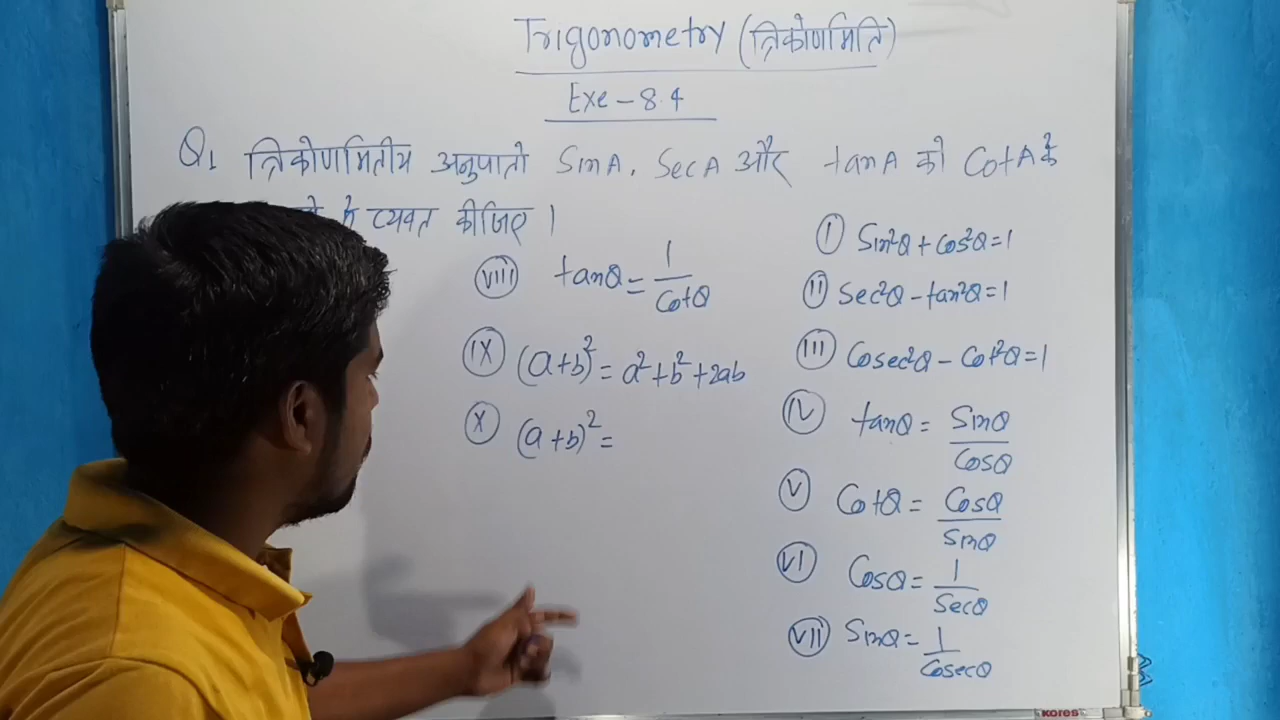 Trigonometry (त्रिकोणमिति)
Exe - 8.4
Q1 त्रिकोणमितीय अनुपातो SinA, SecA और tanA को CotA के
व्यक्त कीजिए ।
(VIII) tanθ = 1/Cotθ
(IX) (a+b)² = a²+b²+2ab
(X) (a+b)² =
(I) Sin²θ + Cos²θ = 1
(II) Sec²θ - tan²θ = 1
(III) Cosec²θ - Cot²θ = 1
(IV) tanθ = Sinθ/Cosθ
(V) Cotθ = Cosθ/Sinθ
(VI) Cosθ = 1/Secθ
(VII) Sinθ = 1/Cosecθ
kores